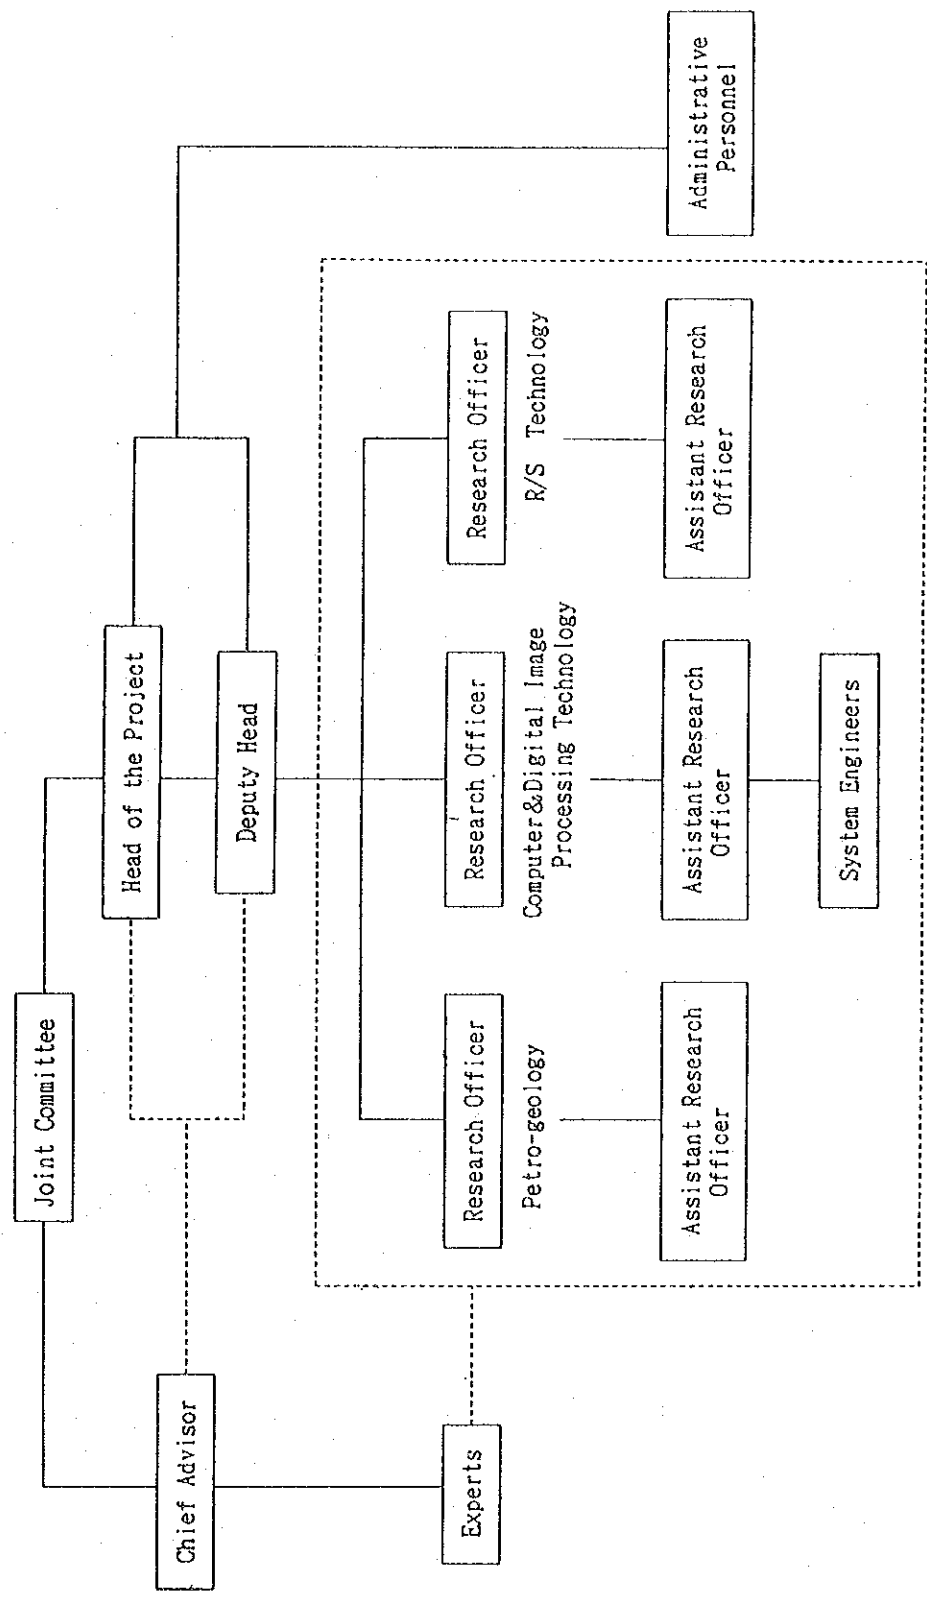 Joint Committee
Chief Advisor
Head of the Project
Deputy Head
Experts
Research Officer
Petro-geology
Research Officer
Computer&Digital Image
Processing Technology
Research Officer
R/S Technology
Assistant Research
Officer
Assistant Research
Officer
Assistant Research
Officer
Administrative
Personnel
System Engineers